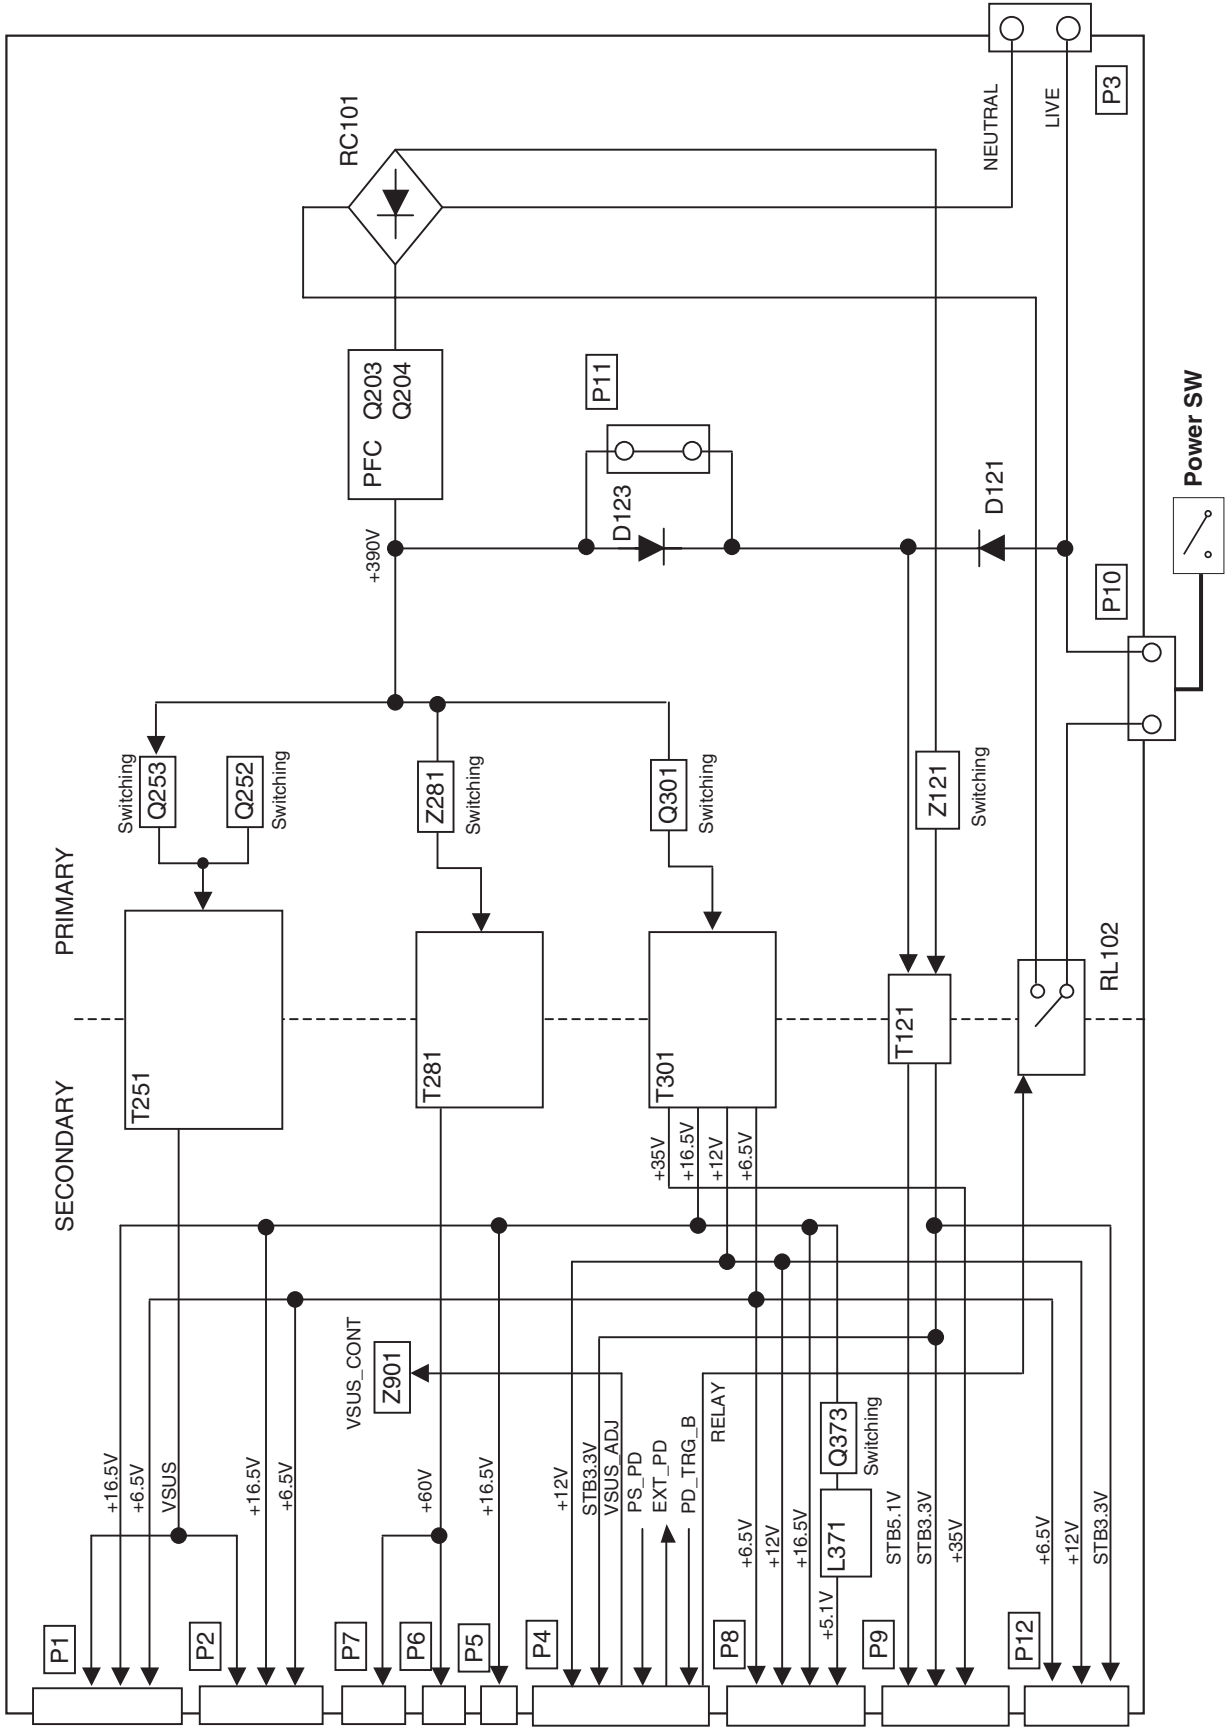 P1
+16.5V
+6.5V
VSUS
P2
+16.5V
+6.5V
P7
P6
+60V
P5
+16.5V
P4
+12V
STB3.3V
VSUS_ADJ
PS_PD
EXT_PD
PD_TRG_B
RELAY
P8
+6.5V
+12V
+16.5V
+5.1V
L371
Q373
Switching
P9
STB5.1V
STB3.3V
+35V
P12
+6.5V
+12V
STB3.3V
VSUS_CONT
Z901
SECONDARY
PRIMARY
T251
T281
T301
+35V
+16.5V
+12V
+6.5V
T121
RL102
Switching
Q253
Q252
Switching
Z281
Switching
Q301
Switching
Z121
Switching
+390V
PFC Q203
Q204
D123
P11
D121
P10
Power SW
RC101
NEUTRAL
LIVE
P3